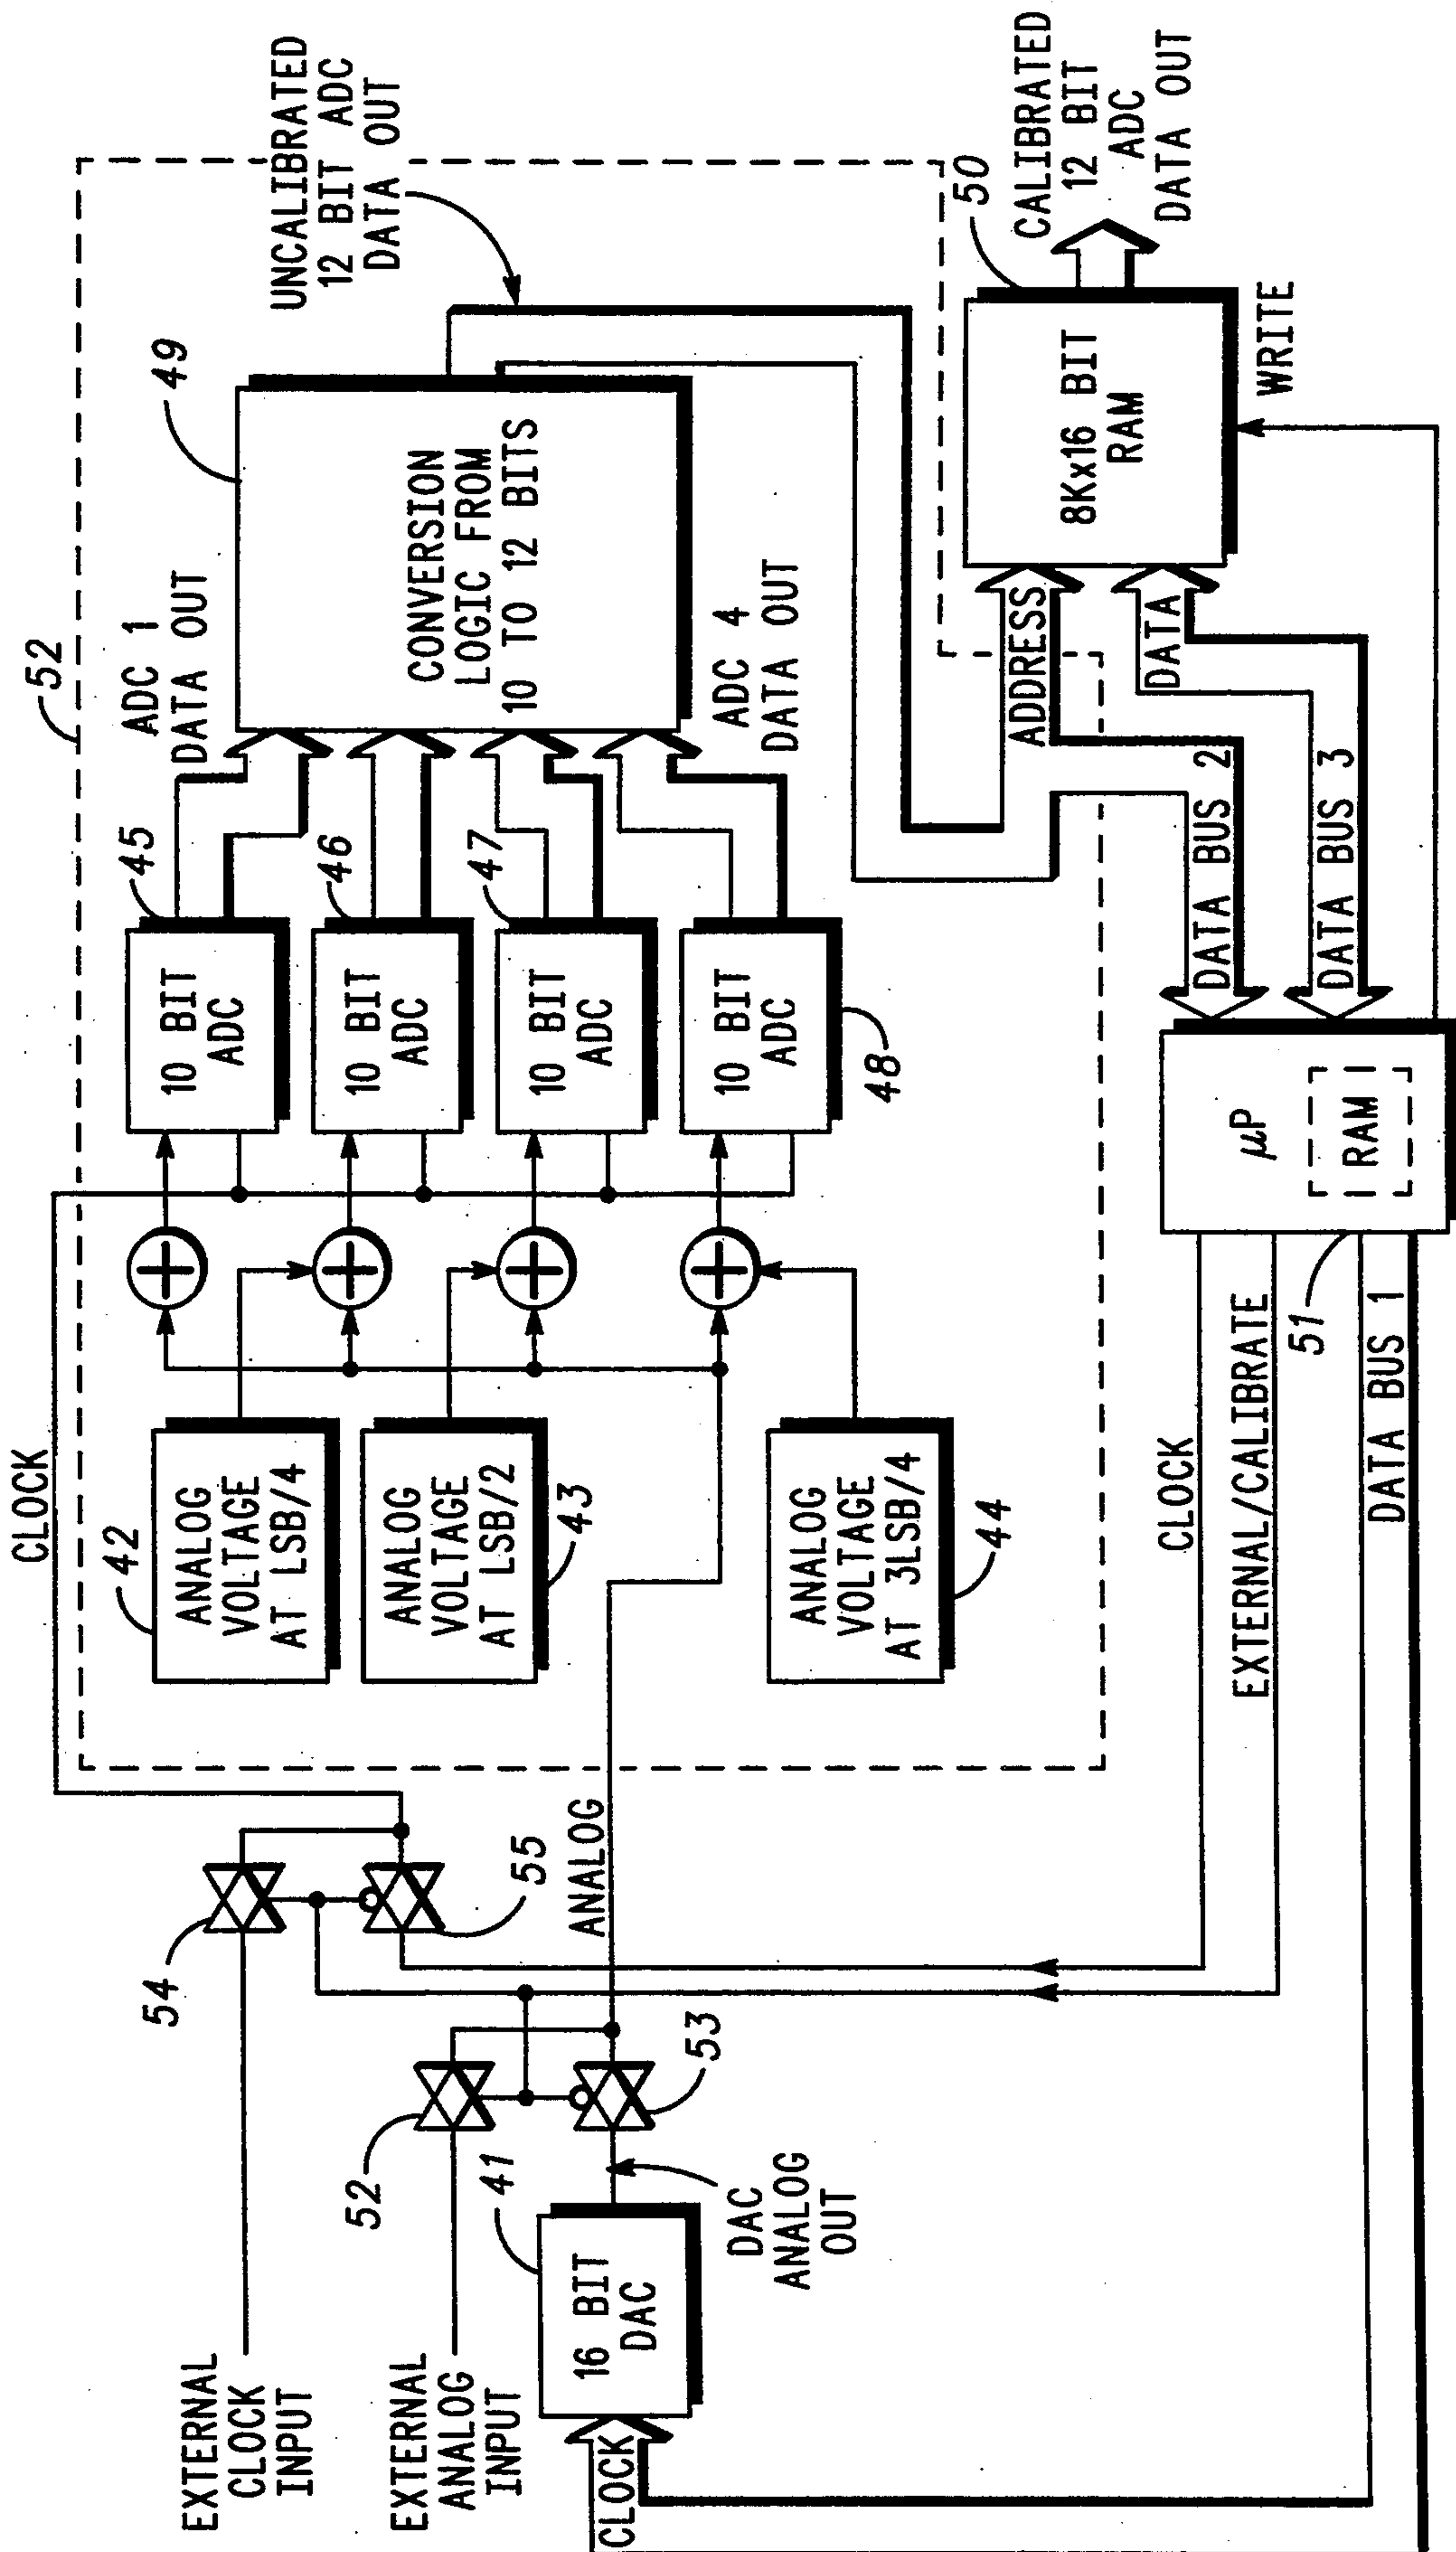 EXTERNAL
CLOCK
INPUT
EXTERNAL
ANALOG
INPUT
54
55
52
53
41
16 BIT
DAC
CLOCK
DAC
ANALOG
OUT
ANALOG
CLOCK
52
42
ANALOG
VOLTAGE
AT LSB/4
ANALOG
VOLTAGE
AT LSB/2
43
ANALOG
VOLTAGE
AT 3LSB/4
44
45
10 BIT
ADC
46
10 BIT
ADC
47
10 BIT
ADC
10 BIT
ADC
48
ADC 1
DATA OUT
ADC 4
DATA OUT
49
CONVERSION
LOGIC FROM
10 TO 12 BITS
UNCALIBRATED
12 BIT ADC
DATA OUT
CLOCK
EXTERNAL/CALIBRATE
51
DATA BUS 1
µP
RAM
DATA BUS 2
DATA BUS 3
ADDRESS
DATA
50
8Kx16 BIT
RAM
WRITE
CALIBRATED
12 BIT
ADC
DATA OUT